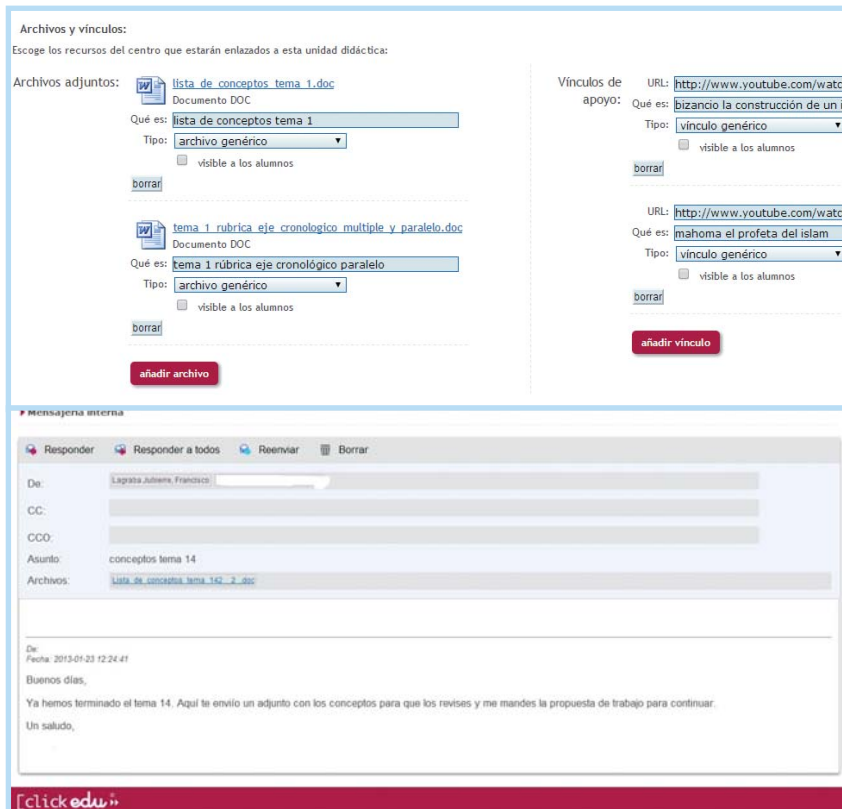 Archivos y vínculos:
Escoge los recursos del centro que estarán enlazados a esta unidad didáctica:
Archivos adjuntos:
lista de conceptos tema 1.doc
Documento DOC
Qué es: lista de conceptos tema 1
Tipo: archivo genérico
visible a los alumnos
borrar
tema 1 rubrica eje cronologico multiple y paralelo.doc
Documento DOC
Qué es: tema 1 rúbrica eje cronológico paralelo
Tipo: archivo genérico
visible a los alumnos
borrar
añadir archivo
Vínculos de apoyo:
URL: http://www.youtube.com/watc
Qué es: bizancio la construcción de un i
Tipo: vínculo genérico
visible a los alumnos
borrar
URL: http://www.youtube.com/watc
Qué es: mahoma el profeta del islam
Tipo: vínculo genérico
visible a los alumnos
borrar
añadir vínculo
Mensajería interna
Responder Responder a todos Reenviar Borrar
De: Francisco
CC:
CCO:
Asunto: conceptos tema 14
Archivos: Lista_de_conceptos_tema_142__2_.doc
De:
Fecha: 2013-01-23 12:24:41
Buenos días,
Ya hemos terminado el tema 14. Aquí te envíio un adjunto con los conceptos para que los revises y me mandes la propuesta de trabajo para continuar.
Un saludo,
clickedu